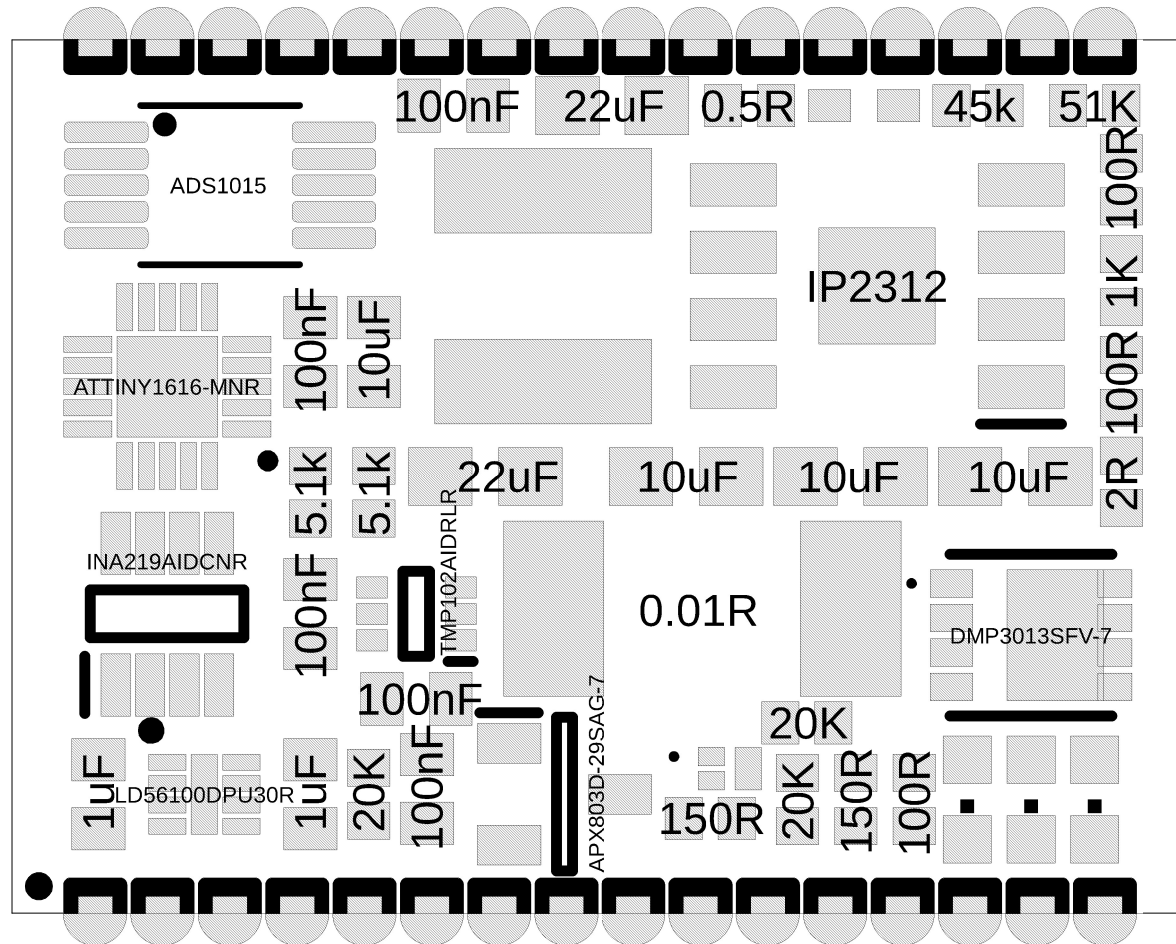 100nF
22uF
0.5R
45k
51K
100R
ADS1015
1K
IP2312
100nF
10uF
100R
ATTINY1616-MNR
5.1k
5.1k
22uF
10uF
10uF
10uF
2R
INA219AIDCNR
100nF
TMP102AIDRLR
0.01R
DMP3013SFV-7
100nF
20K
1uF
LD56100DPU30R
1uF
20K
100nF
APX803D-29SAG-7
150R
20K
150R
100R